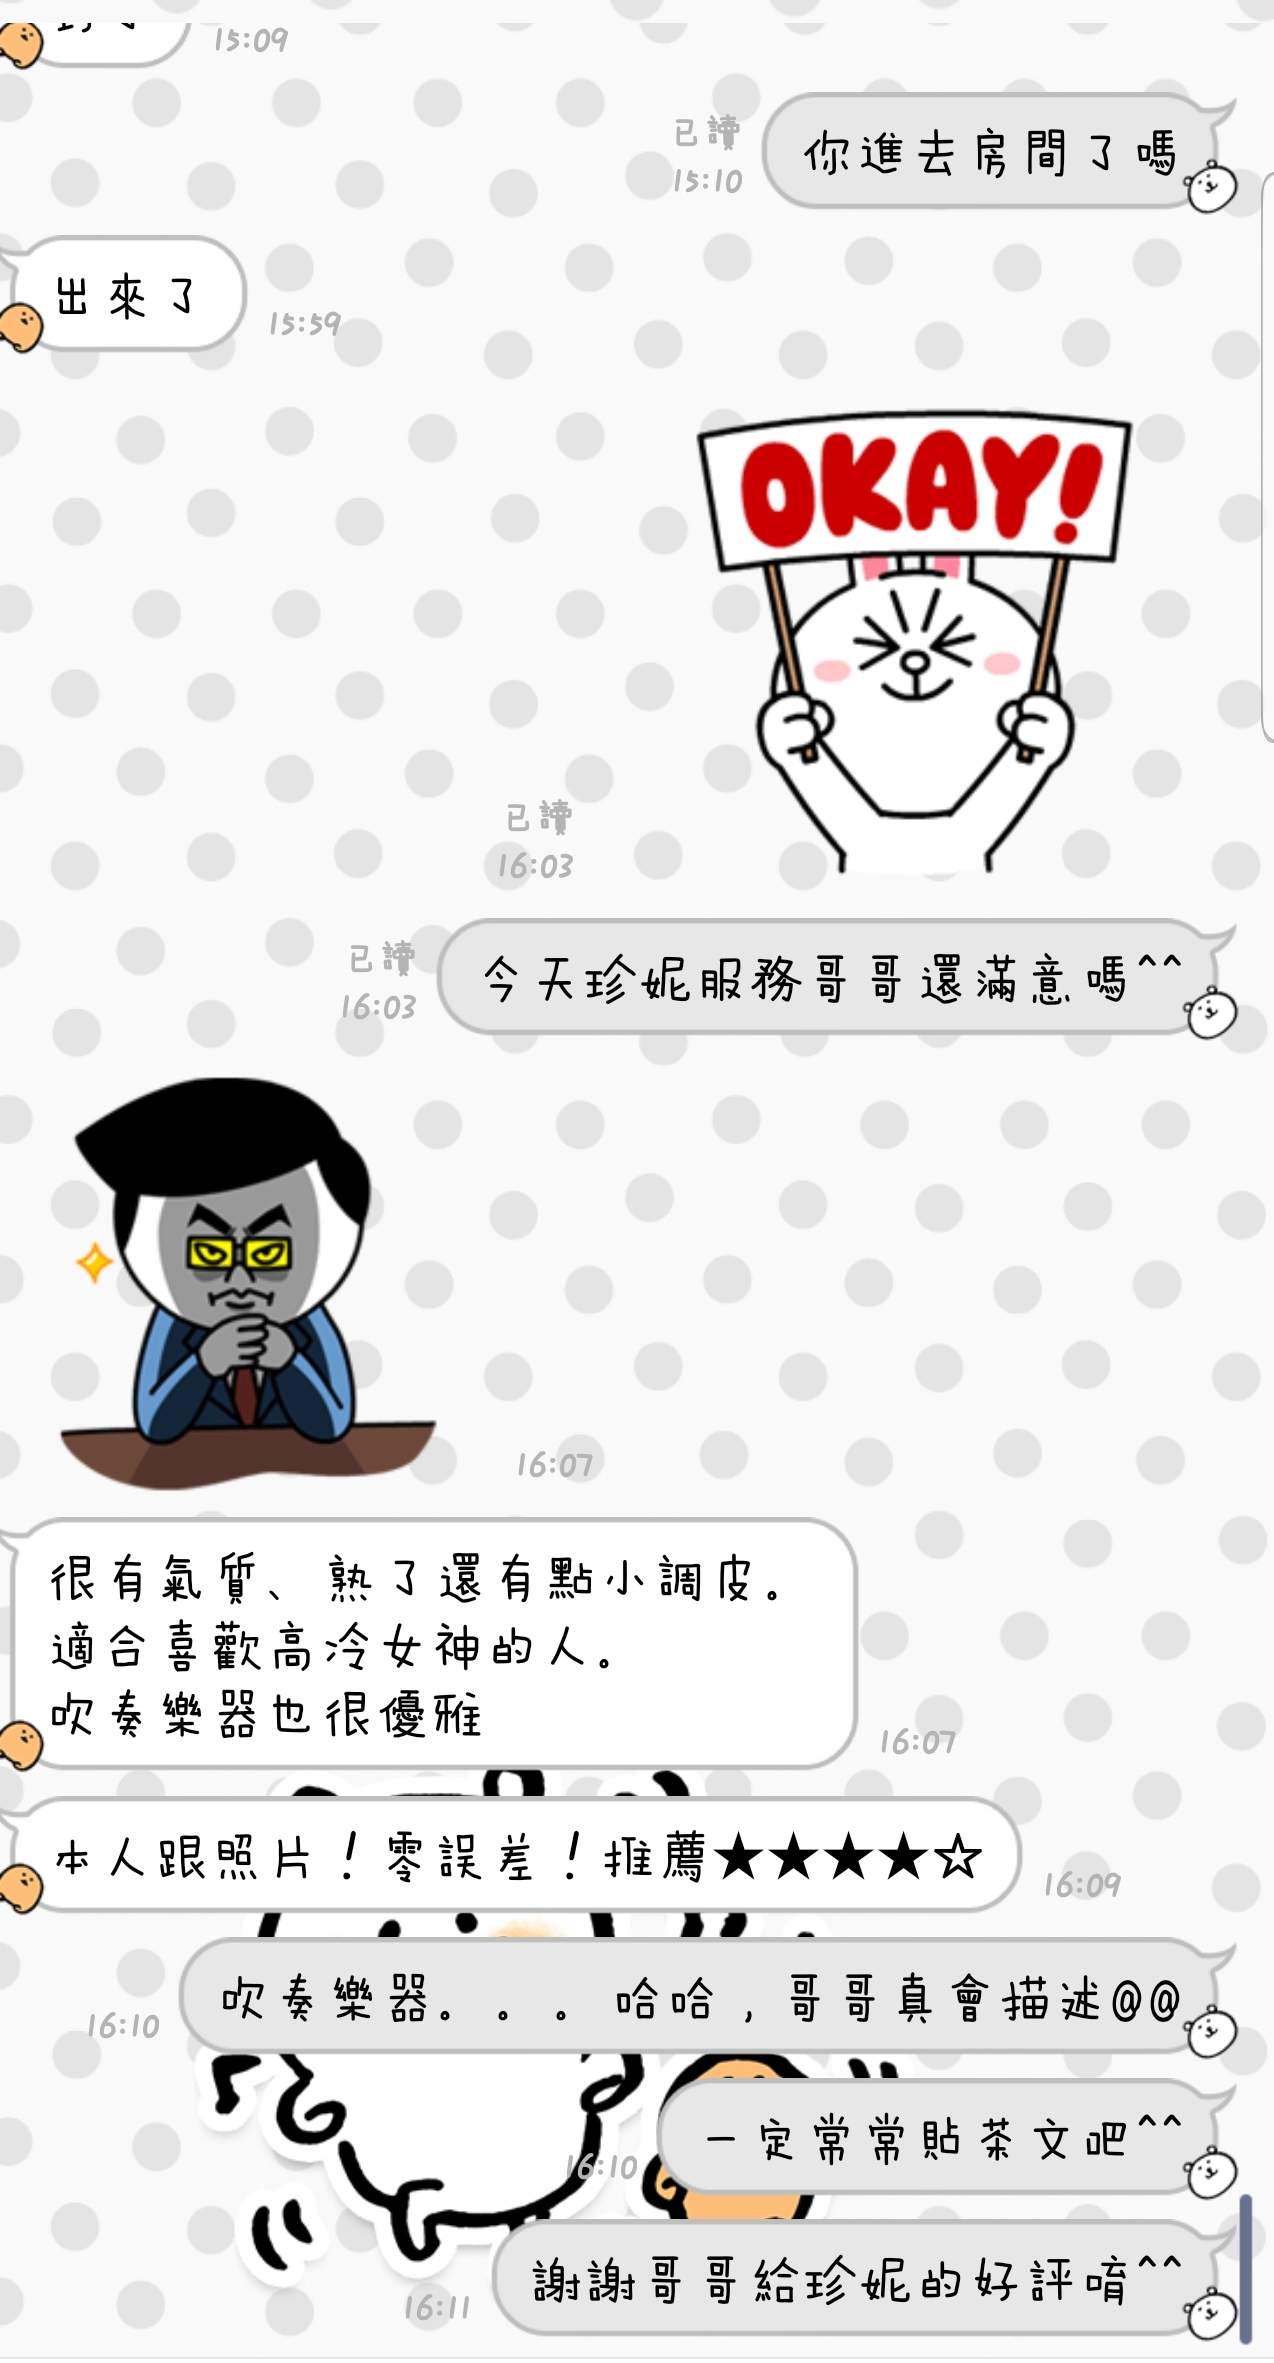 15:09
已讀
15:10
你進去房間了嗎
出來了
15:59
OKAY!
已讀
16:03
已讀
16:03
今天珍妮服務哥哥還滿意嗎^^
16:07
很有氣質、熟了還有點小調皮。
適合喜歡高冷女神的人。
吹奏樂器也很優雅
16:07
本人跟照片！零誤差！推薦★★★★☆
16:09
吹奏樂器。。。哈哈，哥哥真會描述@@
16:10
一定常常貼茶文吧^^
16:10
謝謝哥哥給珍妮的好評唷^^
16:11